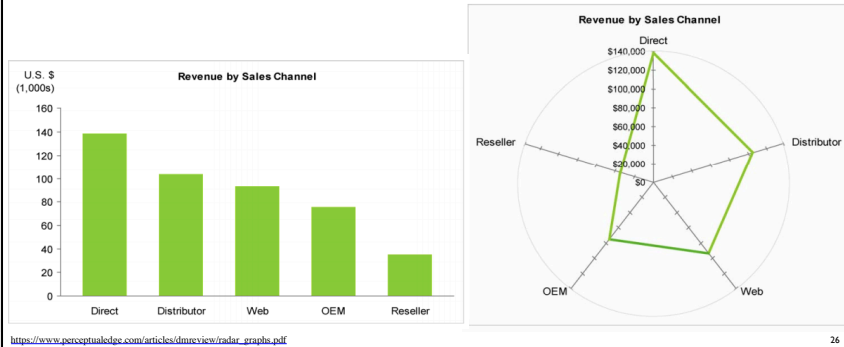 U.S. $
(1,000s)
Revenue by Sales Channel
160
140
120
100
80
60
40
20
0
Direct Distributor Web OEM Reseller
Revenue by Sales Channel
Direct
$140,000
$120,000
$100,000
$80,000
$60,000
$40,000
$20,000
$0
Reseller
Distributor
OEM
Web
https://www.perceptualedge.com/articles/dmreview/radar_graphs.pdf
26